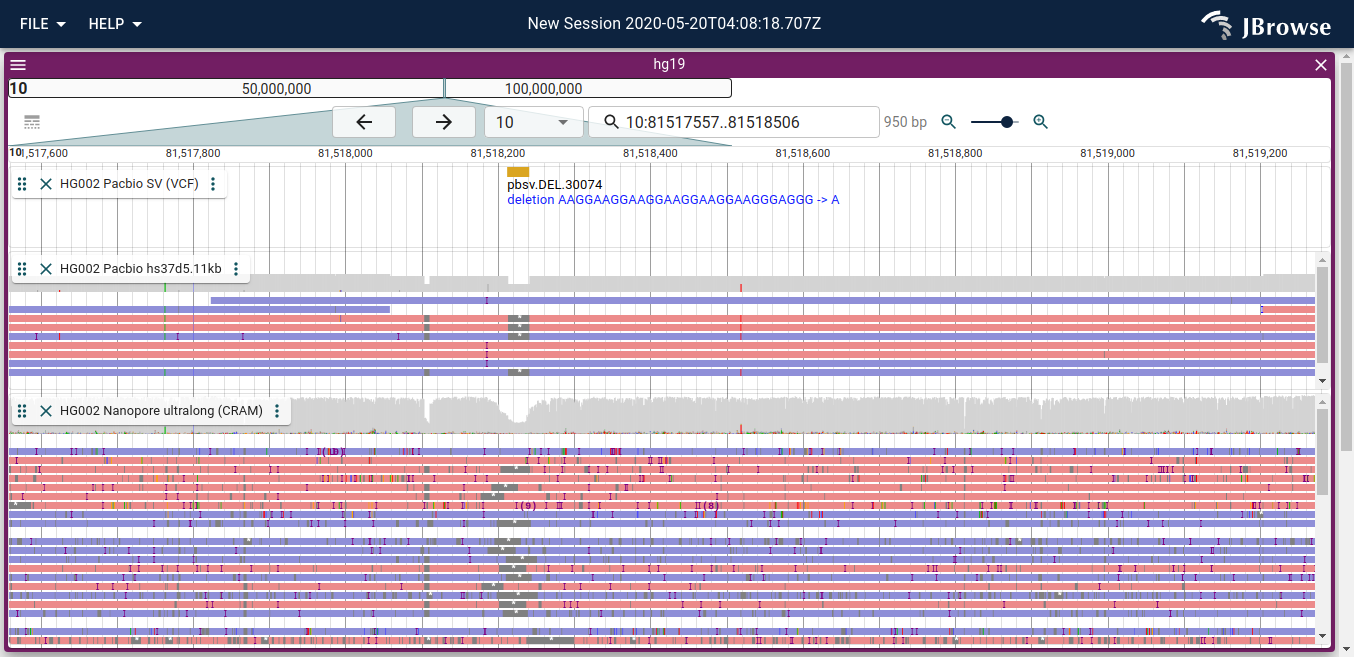 FILE HELP New Session 2020-05-20T04:08:18.707Z JBrowse
hg19
10 50,000,000 100,000,000
10 10:81517557..81518506 950 bp
10 81,517,600 81,517,800 81,518,000 81,518,200 81,518,400 81,518,600 81,518,800 81,519,000 81,519,200
HG002 Pacbio SV (VCF)
pbsv.DEL.30074
deletion AAGGAAGGAAGGAAGGAAGGAAGGGAGGG -> A
HG002 Pacbio hs37d5.11kb
HG002 Nanopore ultralong (CRAM)
(9) (8)